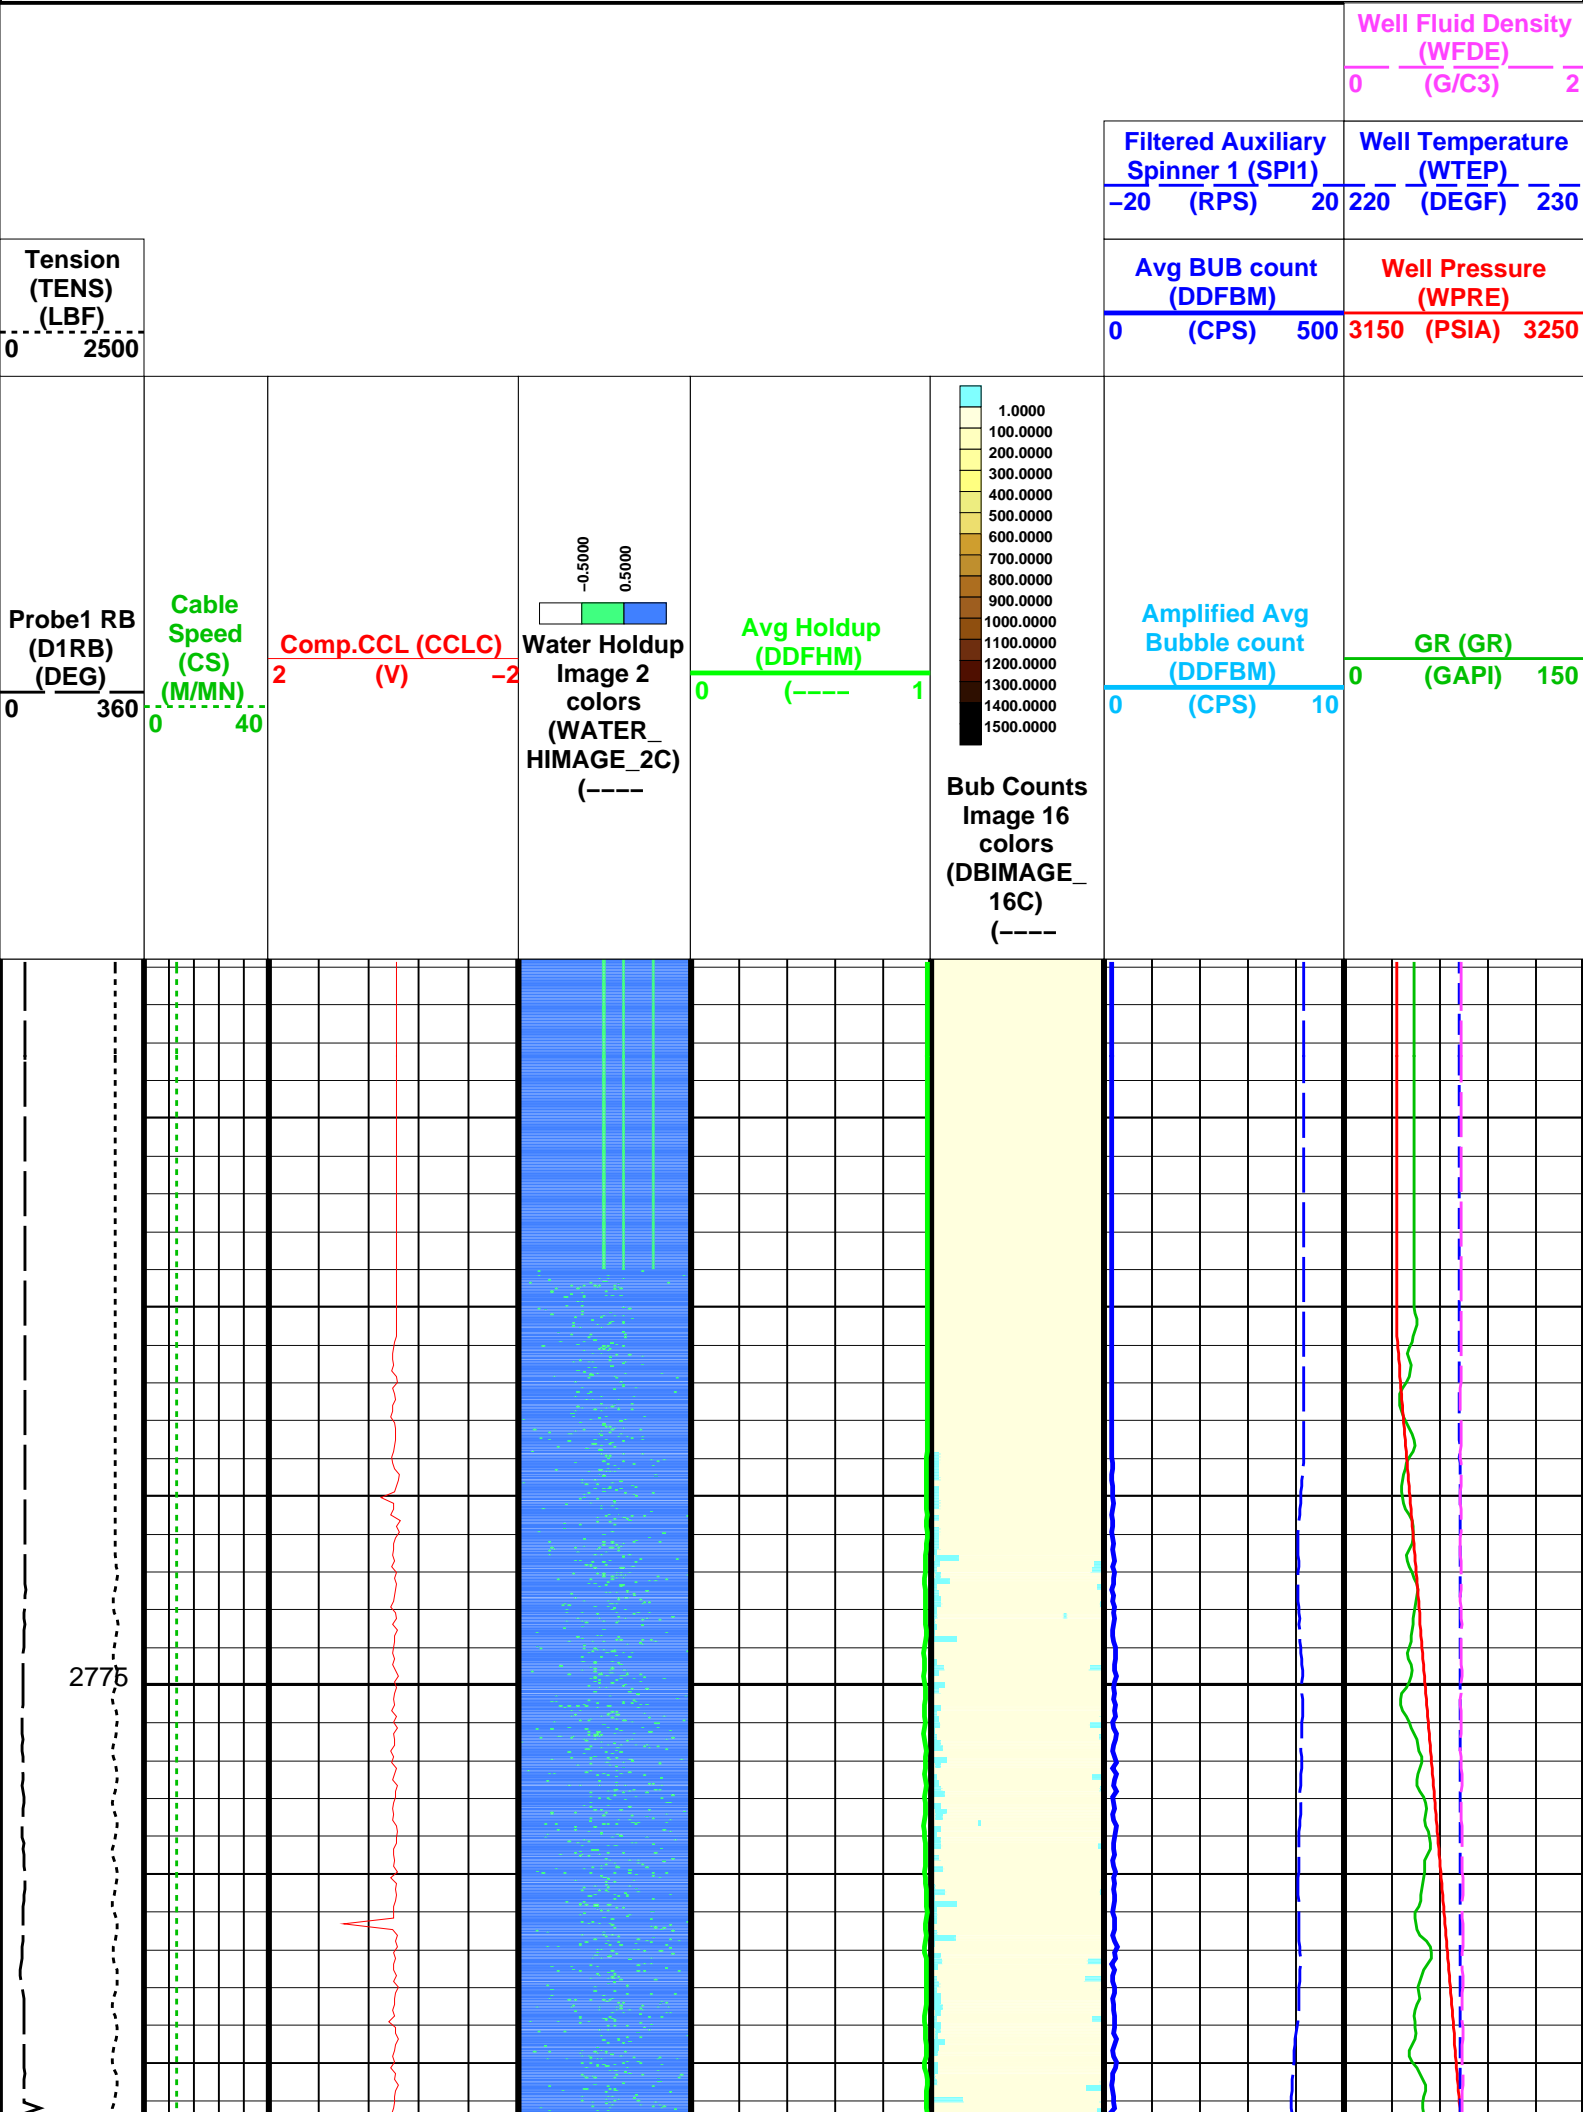 Well Fluid Density
(WFDE)
0 (G/C3) 2
Filtered Auxiliary
Spinner 1 (SPI1)
−20 (RPS) 20
Well Temperature
(WTEP)
220 (DEGF) 230
Tension
(TENS)
(LBF)
0 2500
Avg BUB count
(DDFBM)
0 (CPS) 500
Well Pressure
(WPRE)
3150 (PSIA) 3250
Probe1 RB
(D1RB)
(DEG)
0 360
Cable
Speed
(CS)
(M/MN)
0 40
Comp.CCL (CCLC)
2 (V) −2
−0.5000
0.5000
Water Holdup
Image 2
colors
(WATER_
HIMAGE_2C)
(−−−−
Avg Holdup
(DDFHM)
0 (−−−− 1
1.0000
100.0000
200.0000
300.0000
400.0000
500.0000
600.0000
700.0000
800.0000
900.0000
1000.0000
1100.0000
1200.0000
1300.0000
1400.0000
1500.0000
Bub Counts
Image 16
colors
(DBIMAGE_
16C)
(−−−−
Amplified Avg
Bubble count
(DDFBM)
0 (CPS) 10
GR (GR)
0 (GAPI) 150
2775